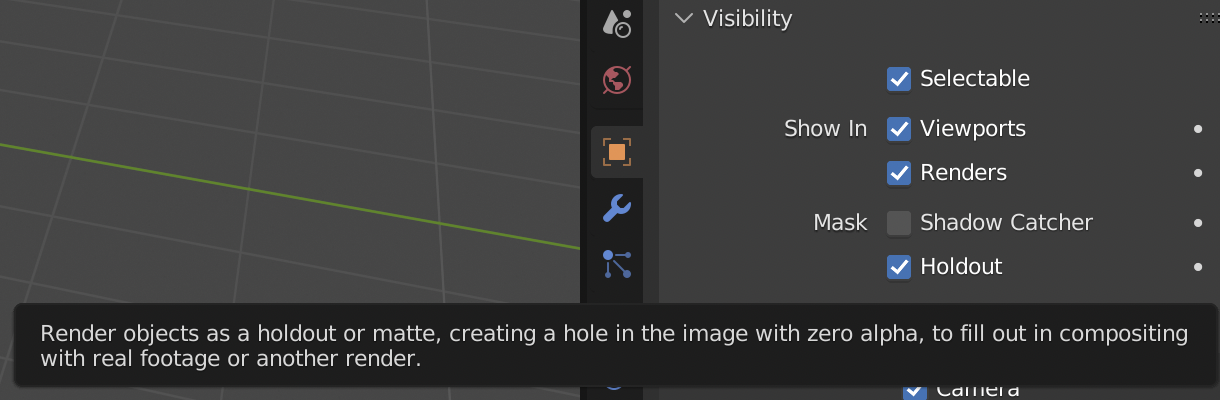 Visibility
Selectable
Show In Viewports
Renders
Mask Shadow Catcher
Holdout
Render objects as a holdout or matte, creating a hole in the image with zero alpha, to fill out in compositing
with real footage or another render.
Camera